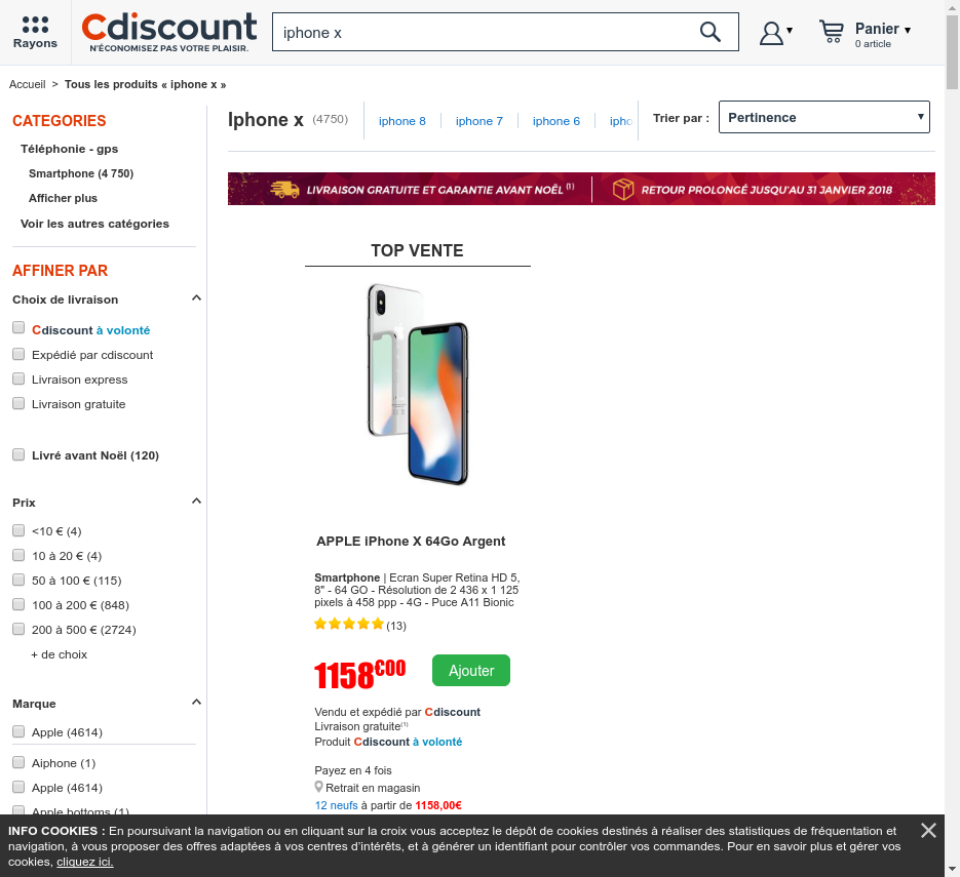 Cdiscount
N'ÉCONOMISEZ PAS VOTRE PLAISIR.
Rayons
iphone x
Panier
0 article
Accueil > Tous les produits « iphone x »
CATEGORIES
Téléphonie - gps
Smartphone (4 750)
Afficher plus
Voir les autres catégories
AFFINER PAR
Choix de livraison
Cdiscount à volonté
Expédié par cdiscount
Livraison express
Livraison gratuite
Livré avant Noël (120)
Prix
<10 € (4)
10 à 20 € (4)
50 à 100 € (115)
100 à 200 € (848)
200 à 500 € (2724)
+ de choix
Marque
Apple (4614)
Aiphone (1)
Apple (4614)
Apple bottoms (1)
Iphone x (4750)
iphone 8
iphone 7
iphone 6
ipho
Trier par :
Pertinence
LIVRAISON GRATUITE ET GARANTIE AVANT NOËL (1)
RETOUR PROLONGÉ JUSQU'AU 31 JANVIER 2018
TOP VENTE
APPLE iPhone X 64Go Argent
Smartphone | Ecran Super Retina HD 5,
8" - 64 GO - Résolution de 2 436 x 1 125
pixels à 458 ppp - 4G - Puce A11 Bionic
(13)
1158€00
Ajouter
Vendu et expédié par Cdiscount
Livraison gratuite(1)
Produit Cdiscount à volonté
Payez en 4 fois
Retrait en magasin
12 neufs à partir de 1158,00€
INFO COOKIES : En poursuivant la navigation ou en cliquant sur la croix vous acceptez le dépôt de cookies destinés à réaliser des statistiques de fréquentation et
navigation, à vous proposer des offres adaptées à vos centres d'intérêts, et à générer un identifiant pour contrôler vos commandes. Pour en savoir plus et gérer vos
cookies, cliquez ici.